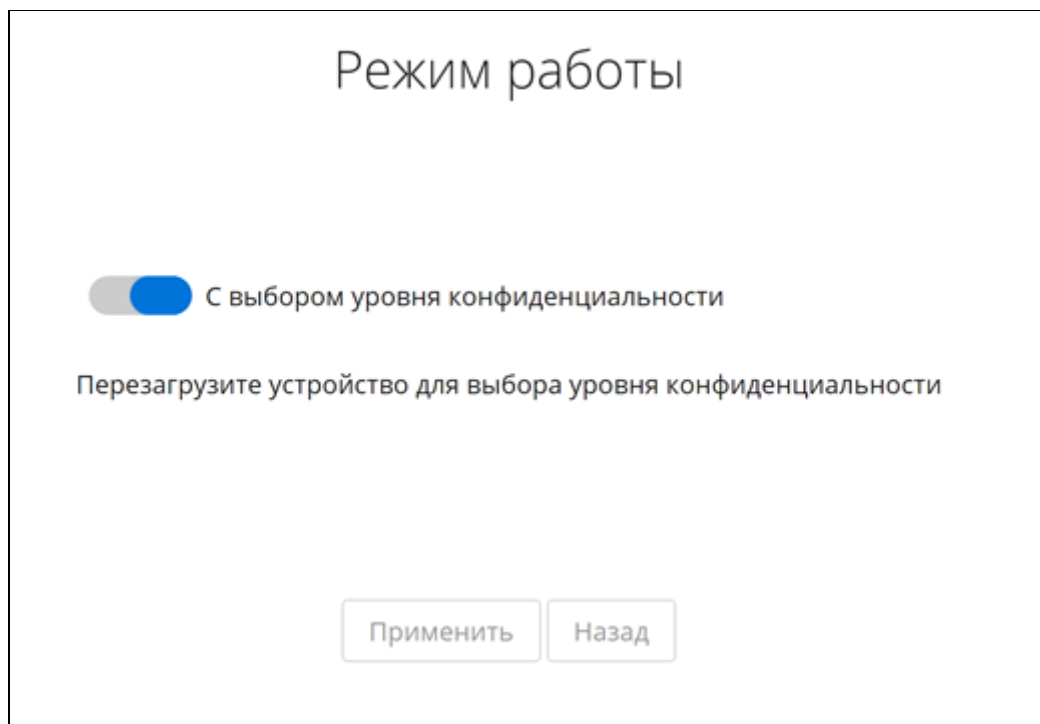 Режим работы
С выбором уровня конфиденциальности
Перезагрузите устройство для выбора уровня конфиденциальности
Применить Назад